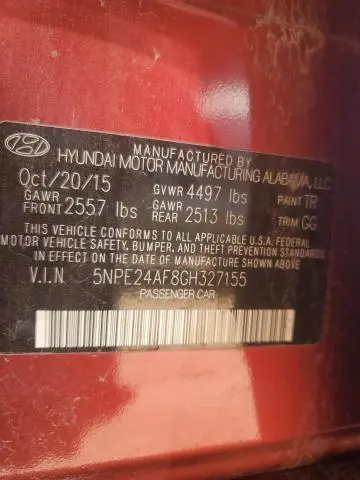 MANUFACTURED BY
HYUNDAI MOTOR MANUFACTURING ALABAMA, LLC
Oct/20/15 GVWR 4497 lbs PAINT TR
GAWR FRONT 2557 lbs GAWR REAR 2513 lbs TRIM GG
THIS VEHICLE CONFORMS TO ALL APPLICABLE U.S.A. FEDERAL
MOTOR VEHICLE SAFETY, BUMPER, AND THEFT PREVENTION
STANDARDS IN EFFECT ON THE DATE OF MANUFACTURE SHOWN ABOVE.
V.I.N 5NPE24AF8GH327155
PASSENGER CAR